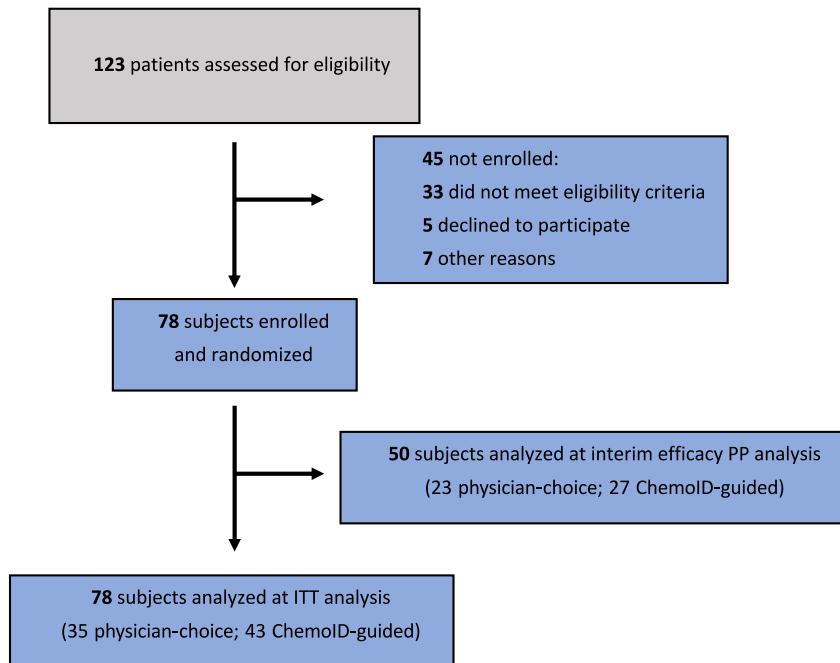 123 patients assessed for eligibility
45 not enrolled:
33 did not meet eligibility criteria
5 declined to participate
7 other reasons
78 subjects enrolled
and randomized
50 subjects analyzed at interim efficacy PP analysis
(23 physician-choice; 27 ChemoID-guided)
78 subjects analyzed at ITT analysis
(35 physician-choice; 43 ChemoID-guided)